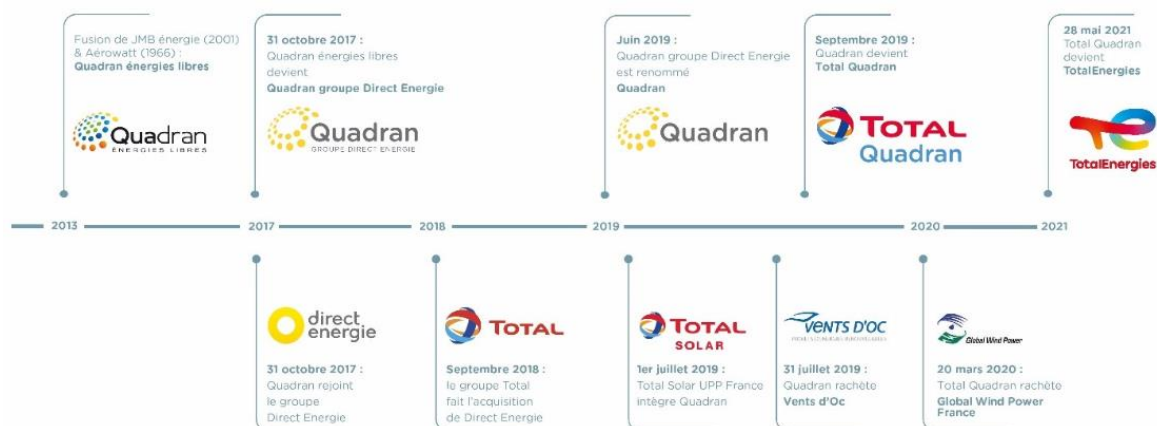 Fusion de JMB énergie (2001)
& Aérowatt (1966) :
Quadran énergies libres
Quadran
ÉNERGIES LIBRES
31 octobre 2017 :
Quadran énergies libres
devient
Quadran groupe Direct Energie
Quadran
GROUPE DIRECT ENERGIE
Juin 2019 :
Quadran groupe Direct Energie
est renommé
Quadran
Quadran
Septembre 2019 :
Quadran devient
Total Quadran
TOTAL
Quadran
28 mai 2021
Total Quadran
devient
TotalEnergies
TotalEnergies
2013
2017
2018
2019
2020
2021
direct
energie
31 octobre 2017 :
Quadran rejoint
le groupe
Direct Energie
TOTAL
Septembre 2018 :
le groupe Total
fait l'acquisition
de Direct Energie
TOTAL
SOLAR
1er juillet 2019 :
Total Solar UPP France
intègre Quadran
VENTS D'OC
31 juillet 2019 :
Quadran rachète
Vents d'Oc
Global Wind Power
20 mars 2020 :
Total Quadran rachète
Global Wind Power
France